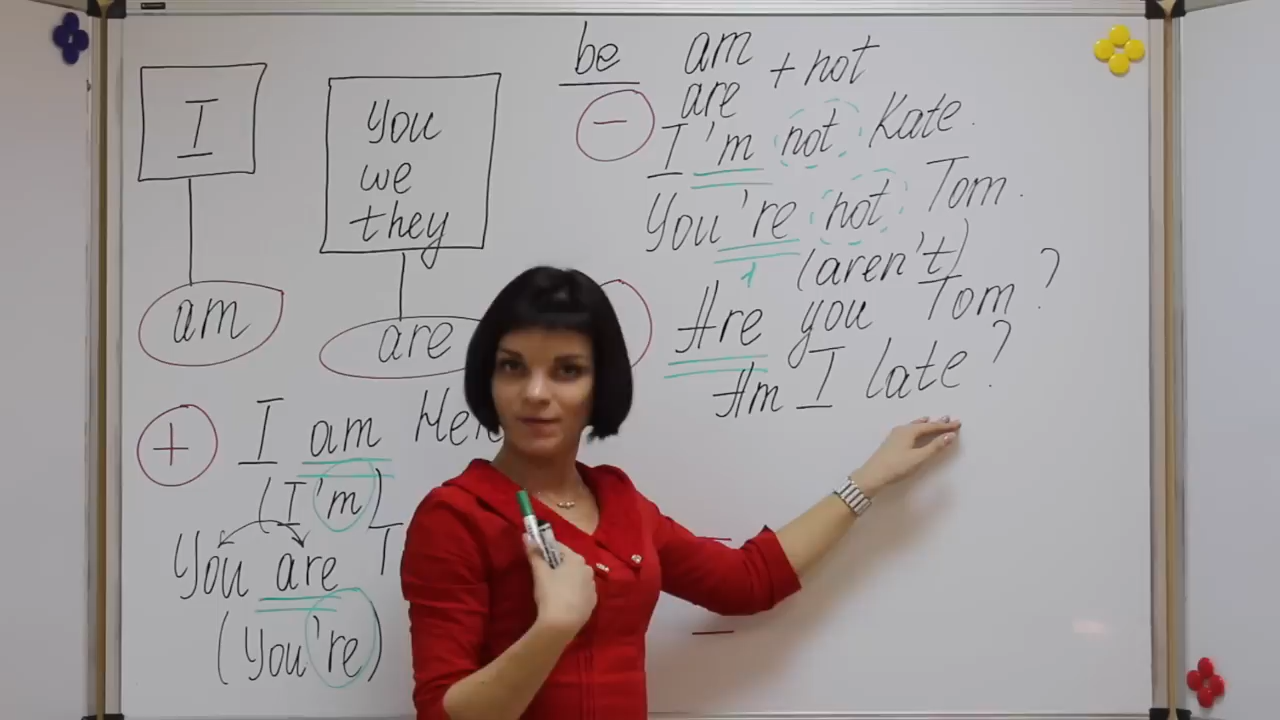 I
am
You
we
they
are
+ I am
(I'm)
You are T
(You're)
be am + not
are
− I'm not Kate.
You're not Tom.
(aren't)
1
Are you Tom?
Am I late?